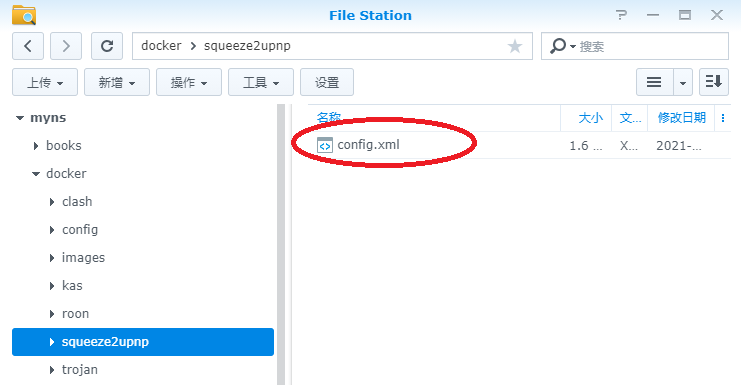 File Station
docker > squeeze2upnp
搜索
上传 新增 操作 工具 设置
名称 大小 文... 修改日期
config.xml 1.6 ... X... 2021-...
myns
books
docker
clash
config
images
kas
roon
squeeze2upnp
trojan